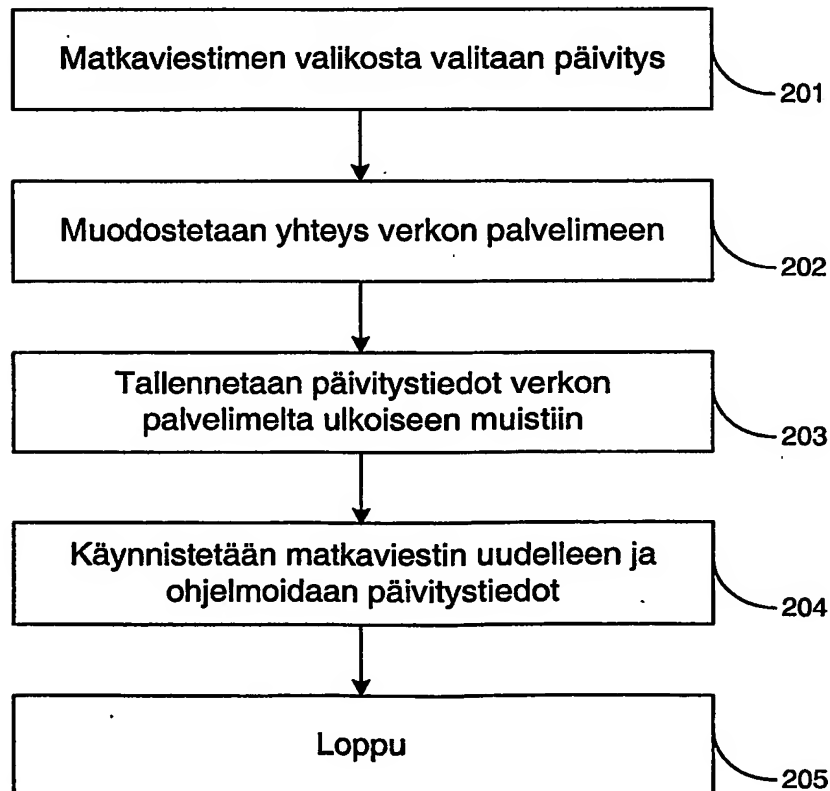 Matkaviestimen valikosta valitaan päivitys
201
Muodostetaan yhteys verkon palvelimeen
202
Tallennetaan päivitystiedot verkon
palvelimelta ulkoiseen muistiin
203
Käynnistetään matkaviestin uudelleen ja
ohjelmoidaan päivitystiedot
204
Loppu
205